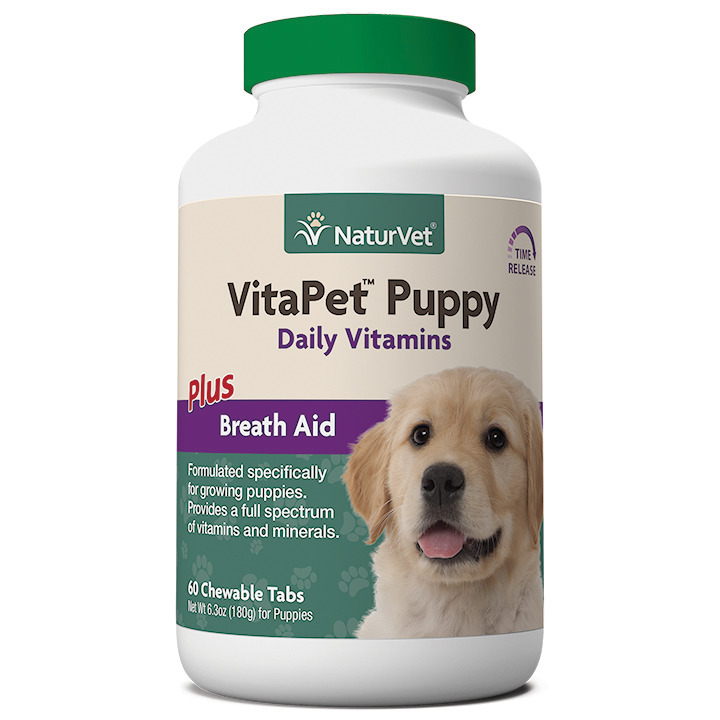 NaturVet®
TIME
RELEASE
VitaPet™ Puppy
Daily Vitamins
Plus
Breath Aid
Formulated specifically
for growing puppies.
Provides a full spectrum
of vitamins and minerals.
60 Chewable Tabs
Net Wt 6.3oz (180g) for Puppies